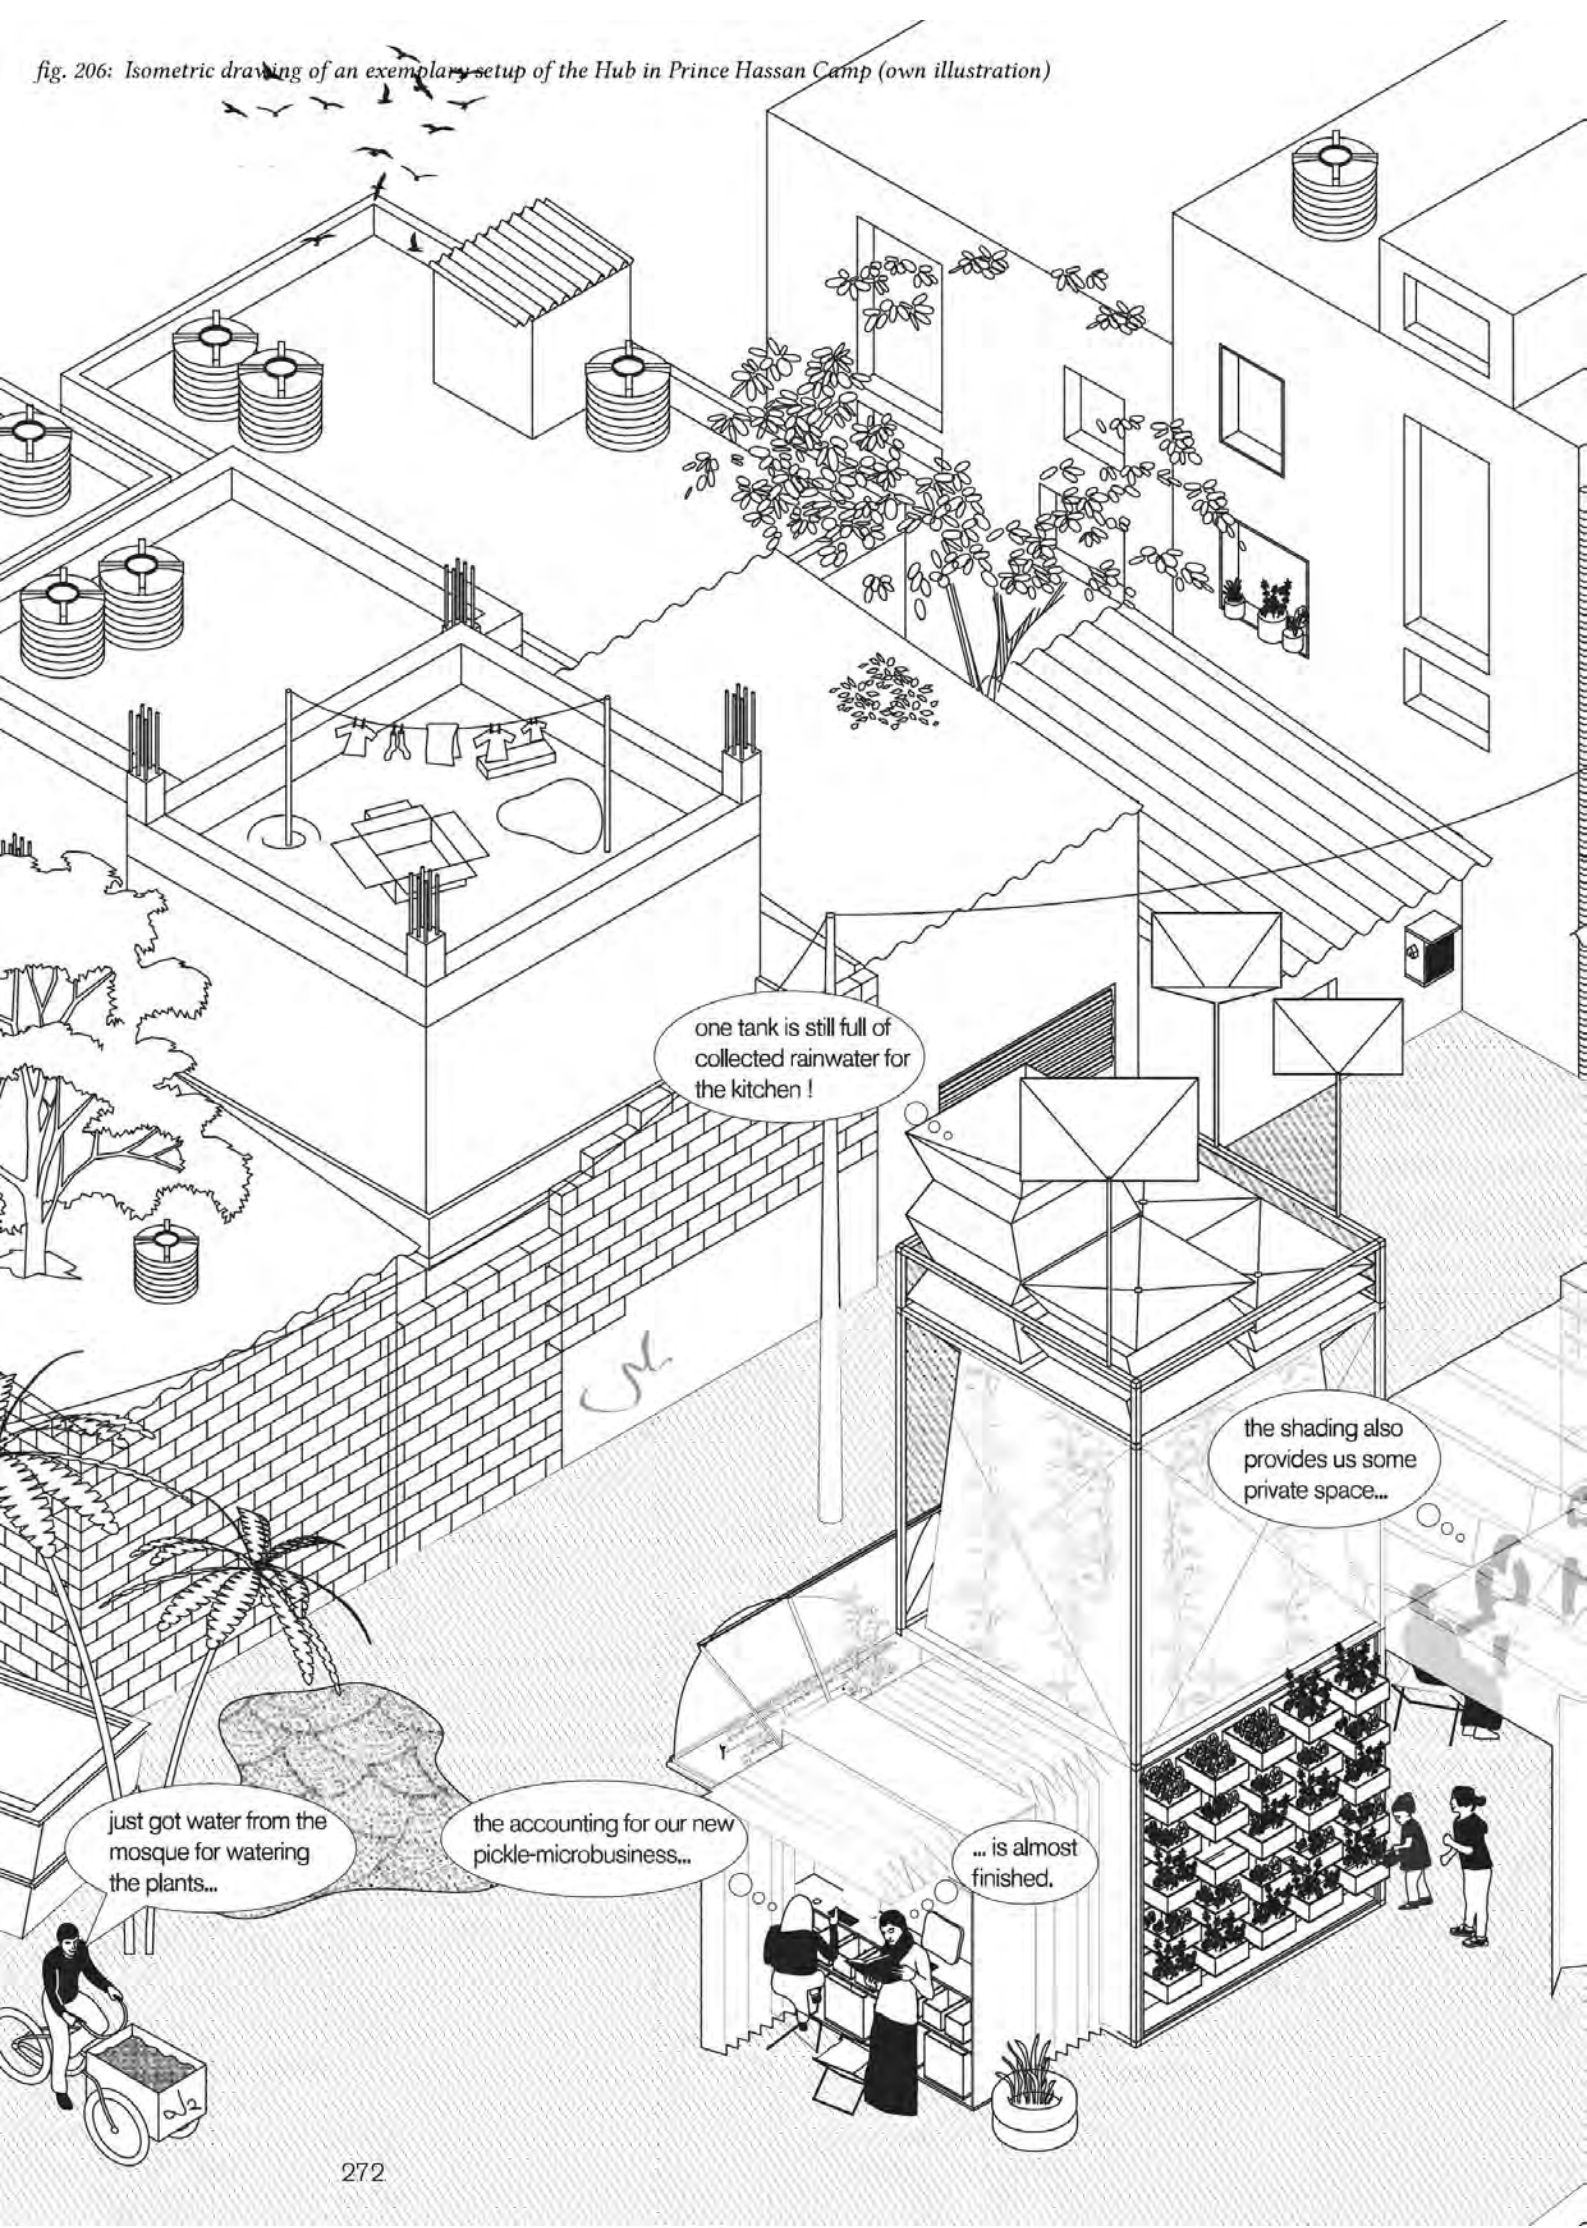 fig. 206: Isometric drawing of an exemplary setup of the Hub in Prince Hassan Camp (own illustration)
one tank is still full of
collected rainwater for
the kitchen !
the shading also
provides us some
private space...
just got water from the
mosque for watering
the plants...
the accounting for our new
pickle-microbusiness...
... is almost
finished.
272